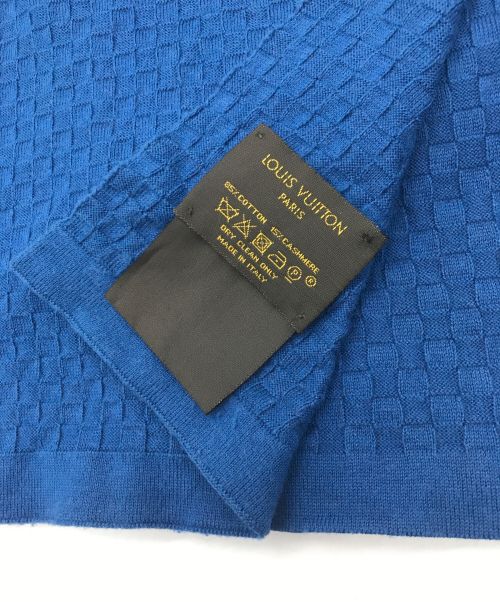 LOUIS VUITTON
PARIS
85%COTTON 15%CASHMERE
P R
DRY CLEAN ONLY
MADE IN ITALY